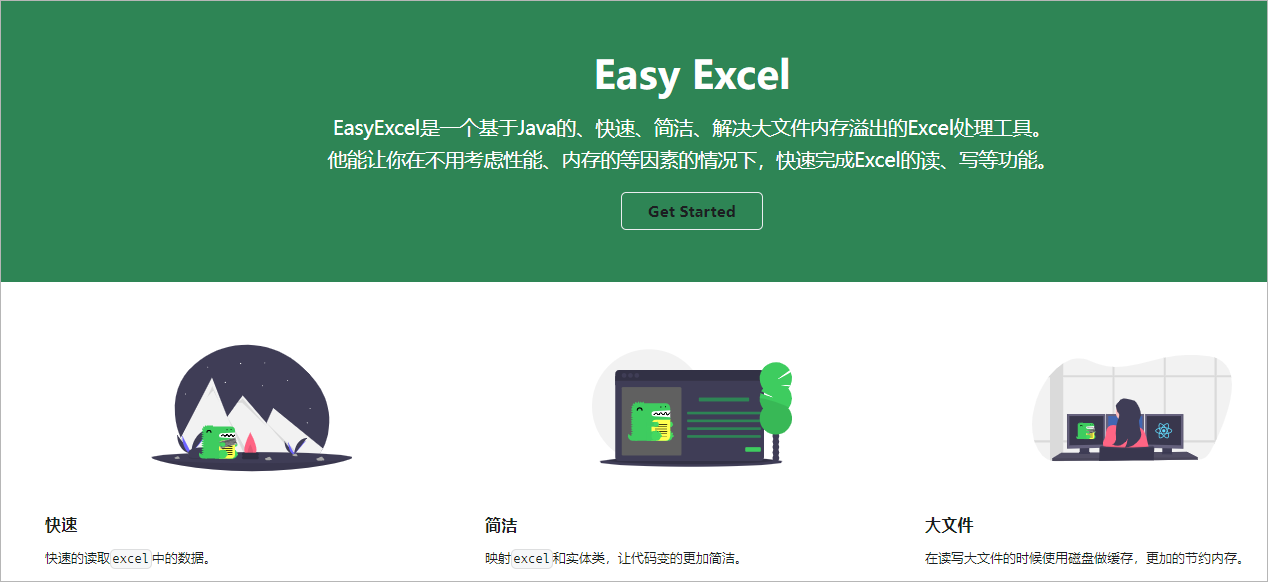 Easy Excel
EasyExcel是一个基于Java的、快速、简洁、解决大文件内存溢出的Excel处理工具。
他能让你在不用考虑性能、内存的等因素的情况下，快速完成Excel的读、写等功能。
Get Started
快速
快速的读取excel中的数据。
简洁
映射excel和实体类，让代码变的更加简洁。
大文件
在读写大文件的时候使用磁盘做缓存，更加的节约内存。